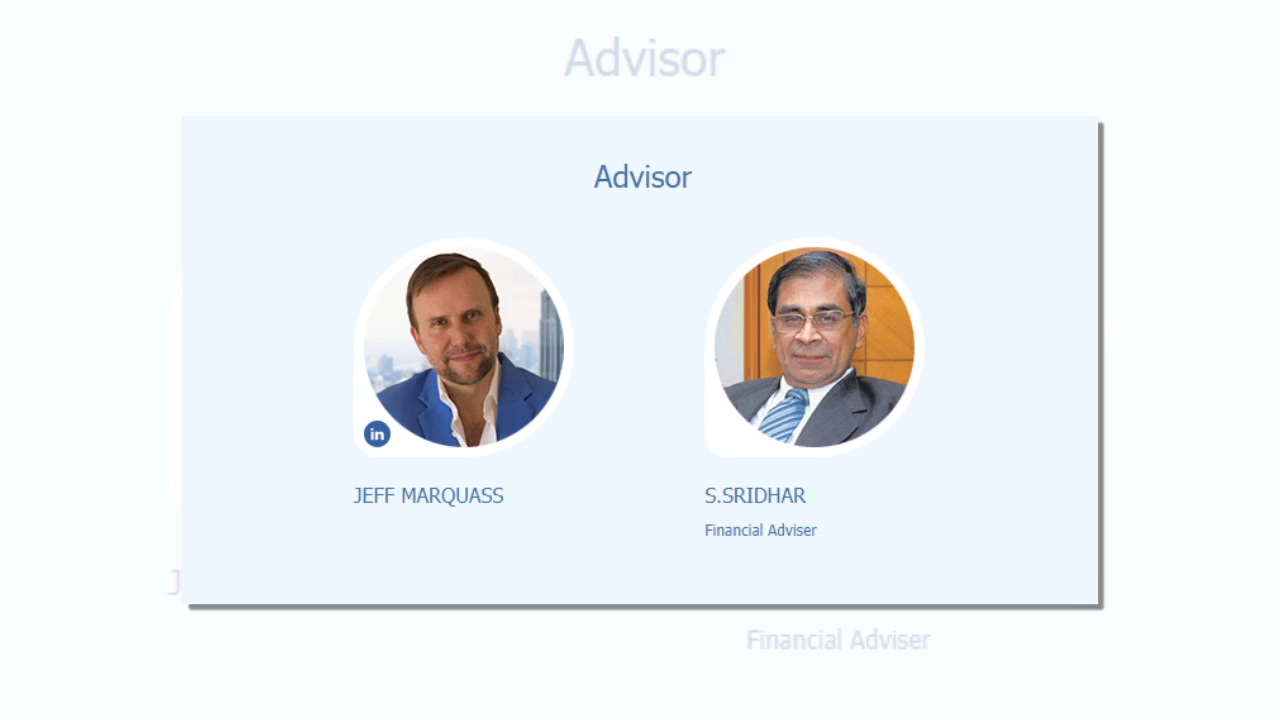 Advisor
Advisor
in
JEFF MARQUASS
S.SRIDHAR
Financial Adviser
J
Financial Adviser